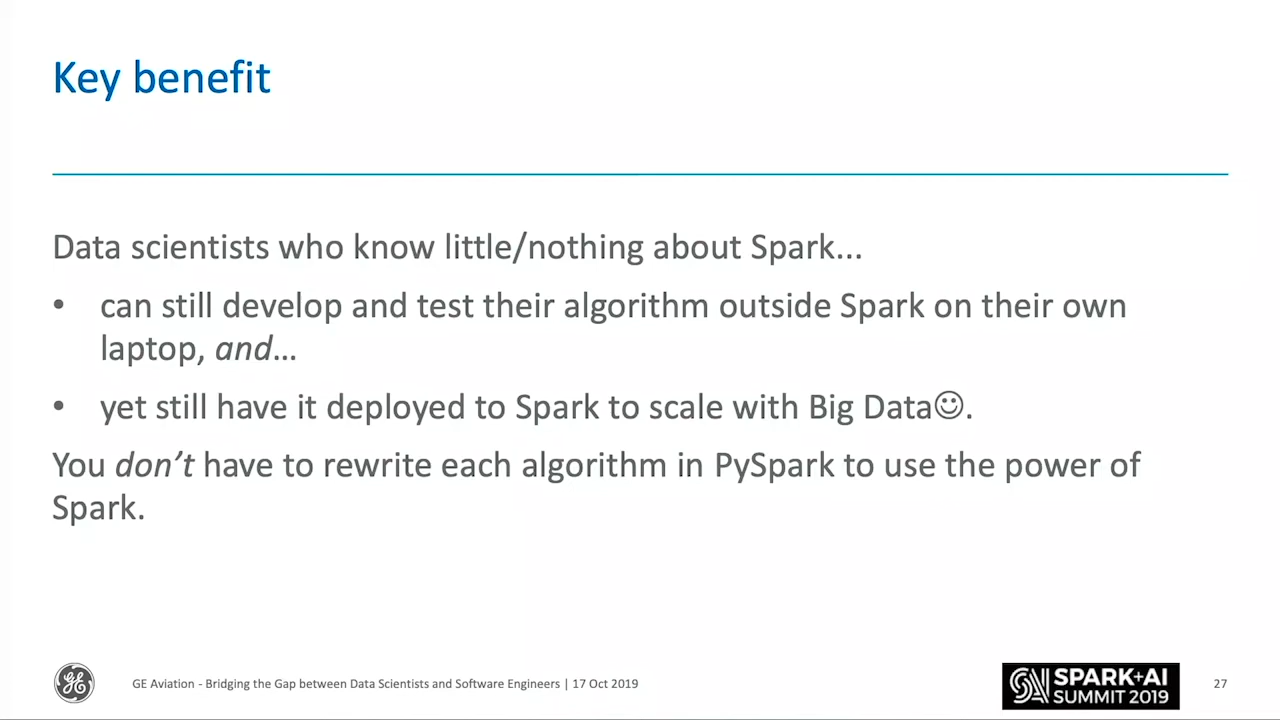 Key benefit
Data scientists who know little/nothing about Spark...
• can still develop and test their algorithm outside Spark on their own
laptop, and…
• yet still have it deployed to Spark to scale with Big Data☺.
You don’t have to rewrite each algorithm in PySpark to use the power of
Spark.
GE Aviation - Bridging the Gap between Data Scientists and Software Engineers | 17 Oct 2019
SPARK+AI
SUMMIT 2019
27